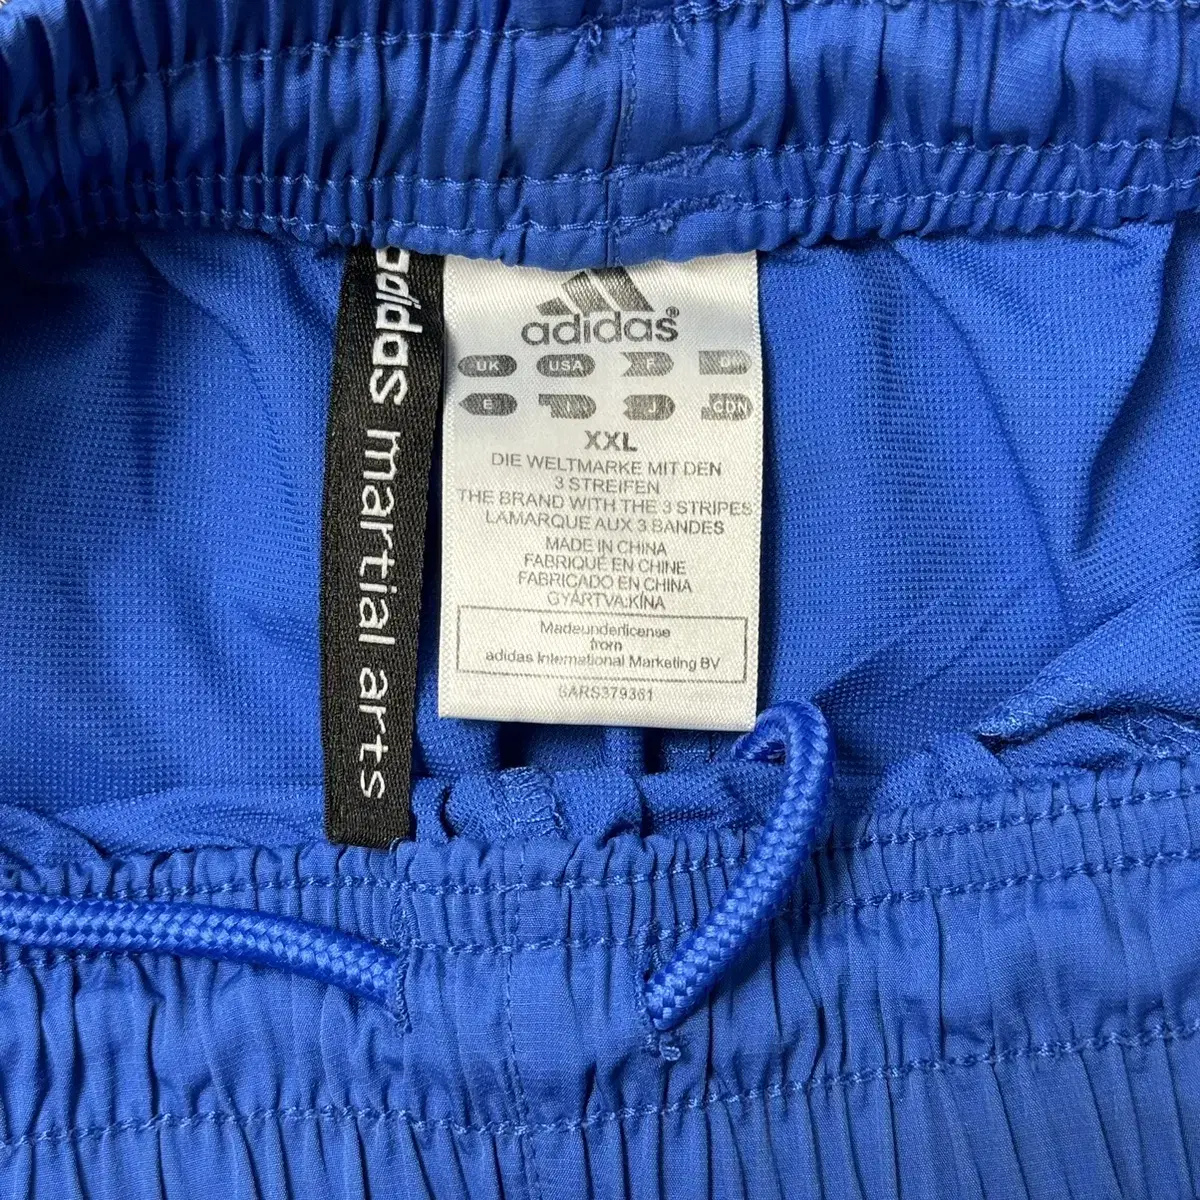 adidas martial arts
adidas®
UK USA F
E I J CDN
XXL
DIE WELTMARKE MIT DEN
3 STREIFEN
THE BRAND WITH THE 3 STRIPES
LAMARQUE AUX 3 BANDES
MADE IN CHINA
FABRIQUÉ EN CHINE
FABRICADO EN CHINA
GYÁRTVA:KÍNA
Madeunderlicense
from
adidas International Marketing BV